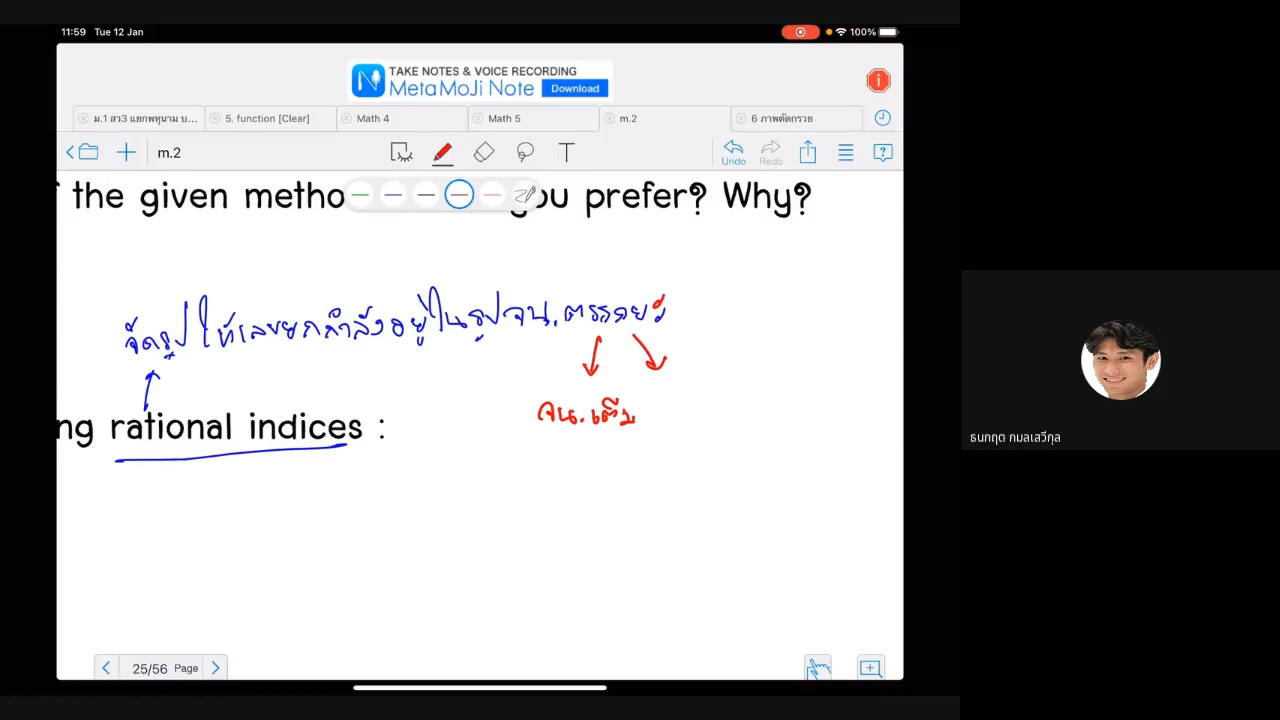 11:59 Tue 12 Jan
100%
TAKE NOTES & VOICE RECORDING
MetaMoJi Note Download
ม.1 สว3 แยกพหุนาม บ...
5. function [Clear]
Math 4
Math 5
m.2
6 ภาพตัดกรวย
m.2
T
Undo
Redo
the given metho
you prefer? Why?
จัดรูปให้เลขยกกำลังอยู่ในรูปจน.ตรรกยะ
จน.เต็ม
ng rational indices :
ธนกฤต กมลเสวีกุล
25/56 Page